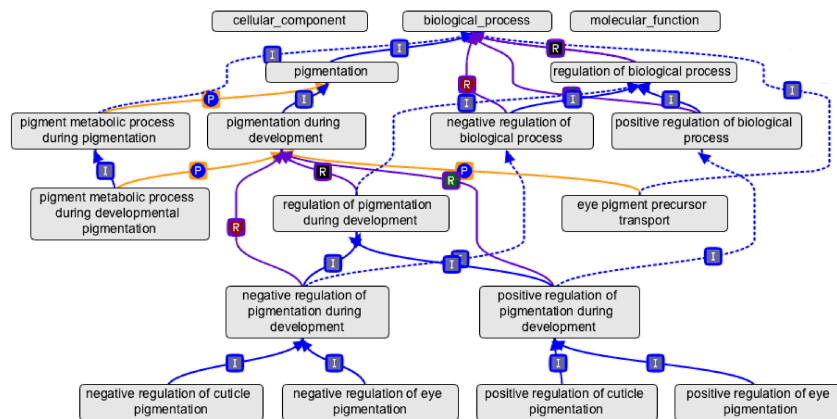 cellular_component
biological_process
molecular_function
I
I
R
pigmentation
regulation of biological process
P
I
R
I
I
I
I
pigment metabolic process
during pigmentation
pigmentation during
development
negative regulation of
biological process
positive regulation of biological
process
I
R
R
P
pigment metabolic process
during developmental
pigmentation
regulation of pigmentation
during development
eye pigment precursor
transport
R
I
I
I
I
negative regulation of
pigmentation during
development
positive regulation of
pigmentation during
development
I
I
I
I
negative regulation of cuticle
pigmentation
negative regulation of eye
pigmentation
positive regulation of cuticle
pigmentation
positive regulation of eye
pigmentation